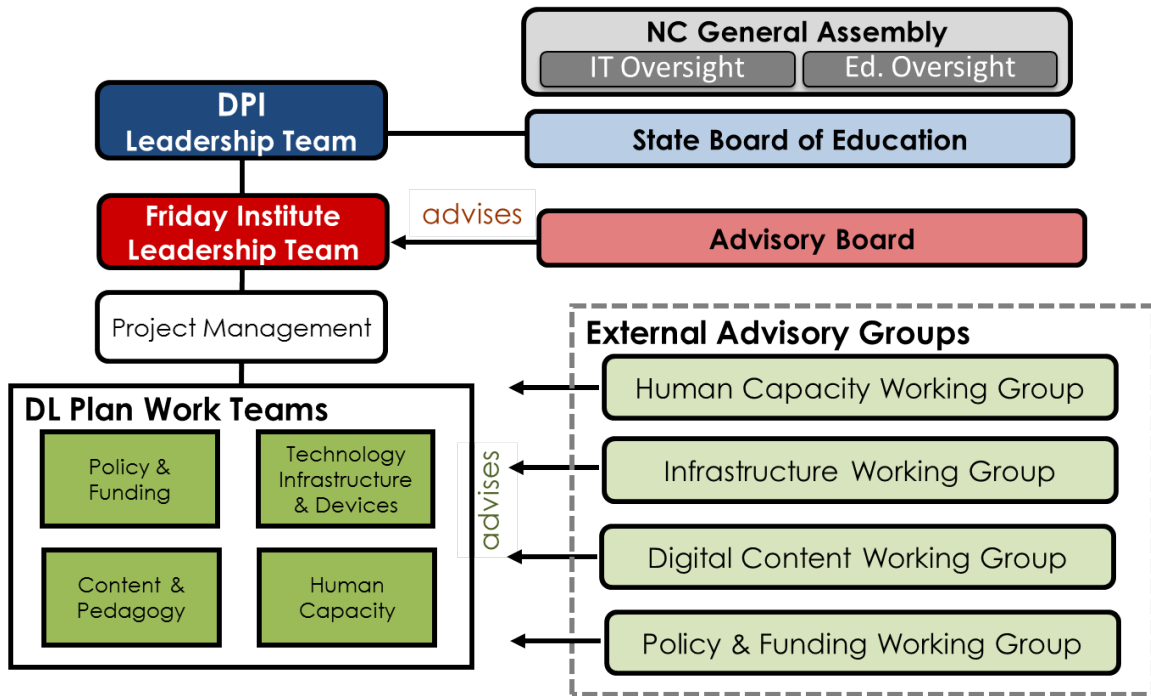 NC General Assembly
IT Oversight
Ed. Oversight
DPI
Leadership Team
State Board of Education
Friday Institute
Leadership Team
advises
Advisory Board
Project Management
DL Plan Work Teams
Policy &
Funding
Technology
Infrastructure
& Devices
Content &
Pedagogy
Human
Capacity
advises
External Advisory Groups
Human Capacity Working Group
Infrastructure Working Group
Digital Content Working Group
Policy & Funding Working Group